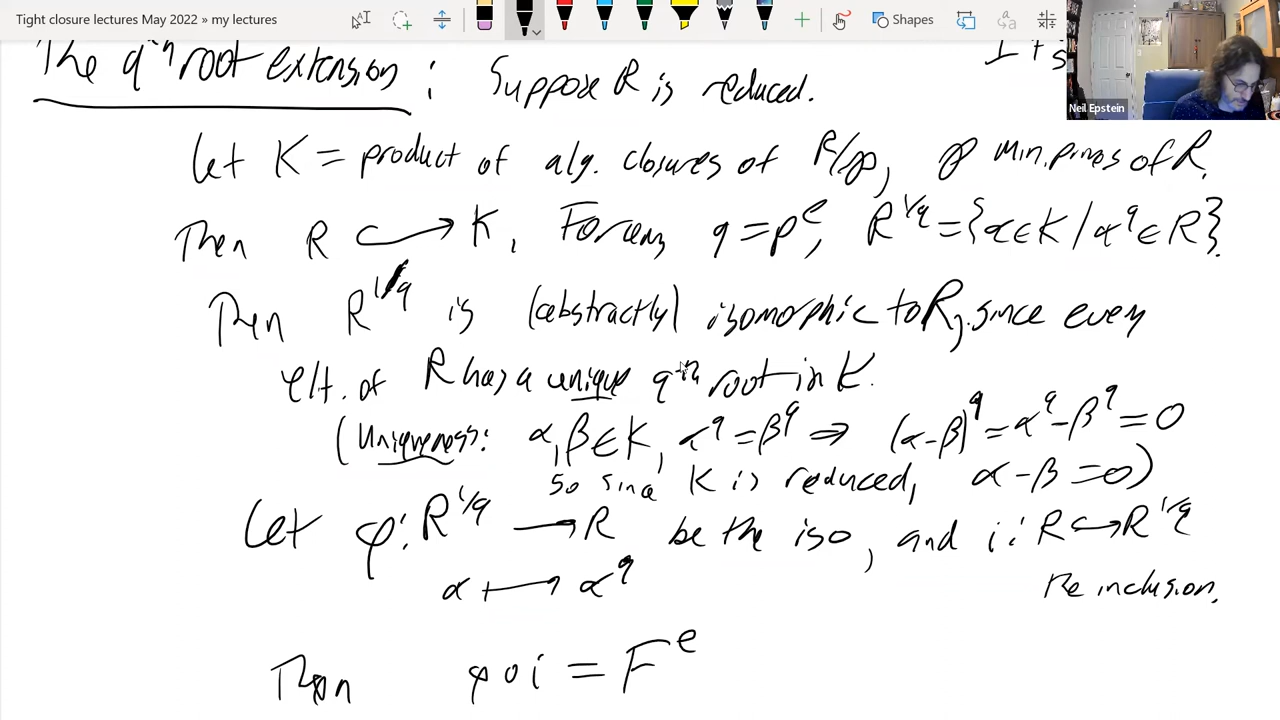 Tight closure lectures May 2022 » my lectures
Shapes
Neil Epstein
The qth root extension: Suppose R is reduced.
Let K = product of alg. closures of R/𝔭, 𝔭 min. primes of R.
Then R ↪ K. For any q = p^e, R^{1/q} = {α ∈ K / α^q ∈ R}.
Then R^{1/q} is (abstractly) isomorphic to R, since every
elt. of R has a unique qth root in K.
(Uniqueness: α, β ∈ K, α^q = β^q ⇒ (α-β)^q = α^q - β^q = 0
so since K is reduced, α - β = 0)
Let φ: R^{1/q} → R be the iso, and i: R ↪ R^{1/q}
α ↦ α^q the inclusion.
Then φ ∘ i = F^e